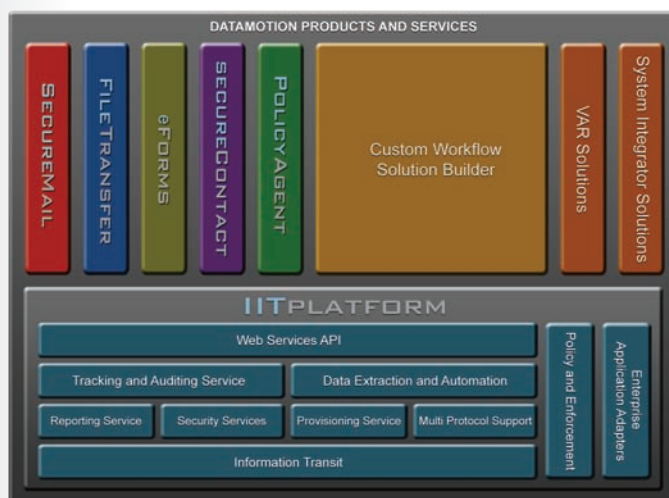 DATAMOTION PRODUCTS AND SERVICES
SECUREMAIL
FILETRANSFER
eFORMS
SECURECONTACT
POLICYAGENT
Custom Workflow
Solution Builder
VAR Solutions
System Integrator Solutions
IITPLATFORM
Web Services API
Tracking and Auditing Service
Data Extraction and Automation
Reporting Service
Security Services
Provisioning Service
Multi Protocol Support
Information Transit
Policy and Enforcement
Enterprise
Application Adapters